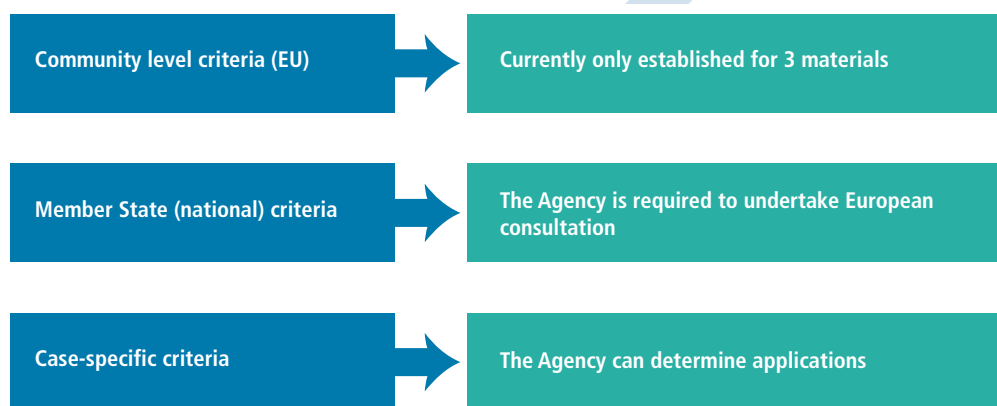 Community level criteria (EU)
Currently only established for 3 materials
Member State (national) criteria
The Agency is required to undertake European
consultation
Case-specific criteria
The Agency can determine applications